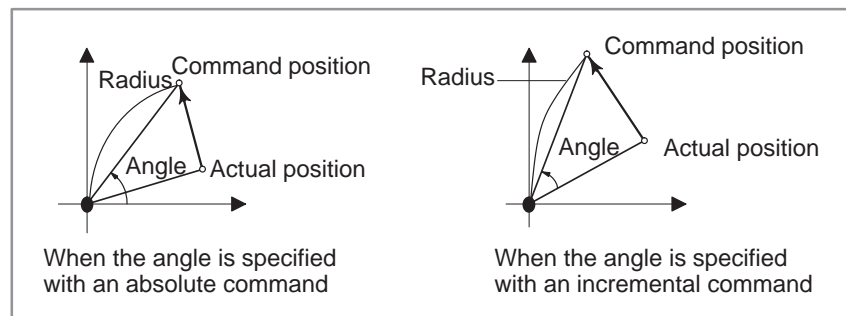 Radius
Command position
Angle
Actual position
When the angle is specified
with an absolute command
Command position
Radius
Angle
Actual position
When the angle is specified
with an incremental command